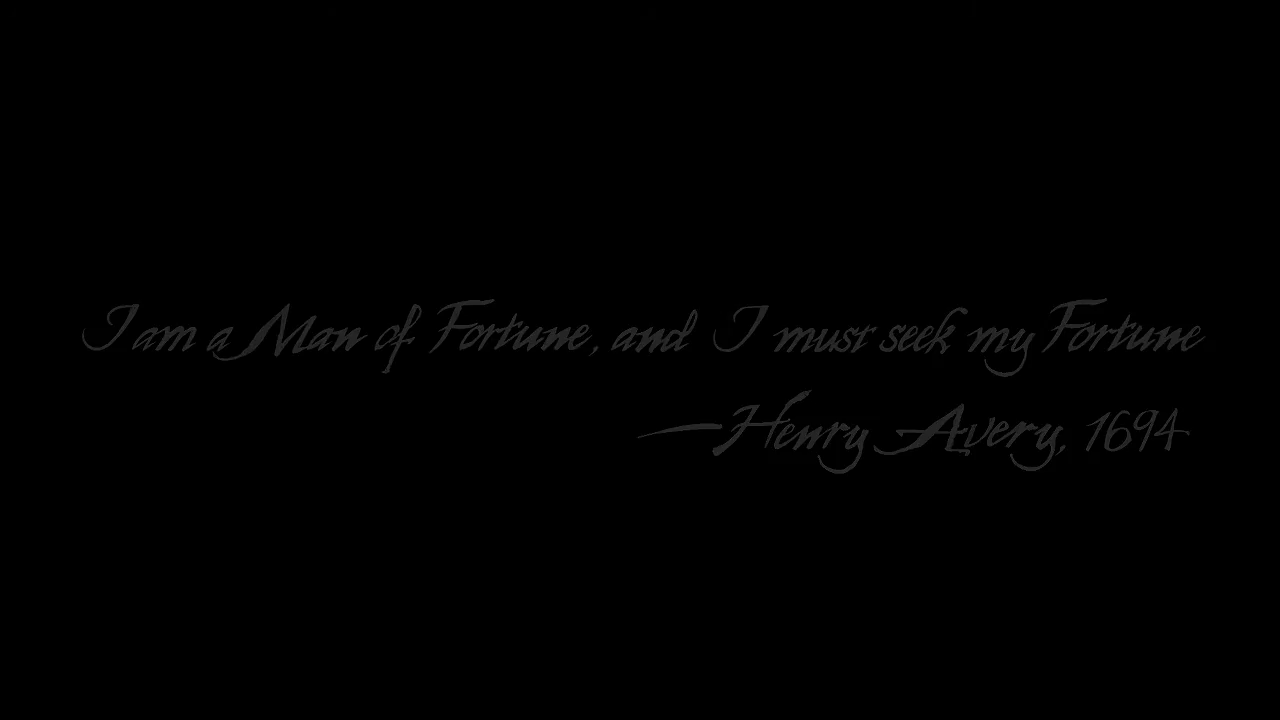 I am a Man of Fortune, and I must seek my Fortune
—Henry Avery, 1694